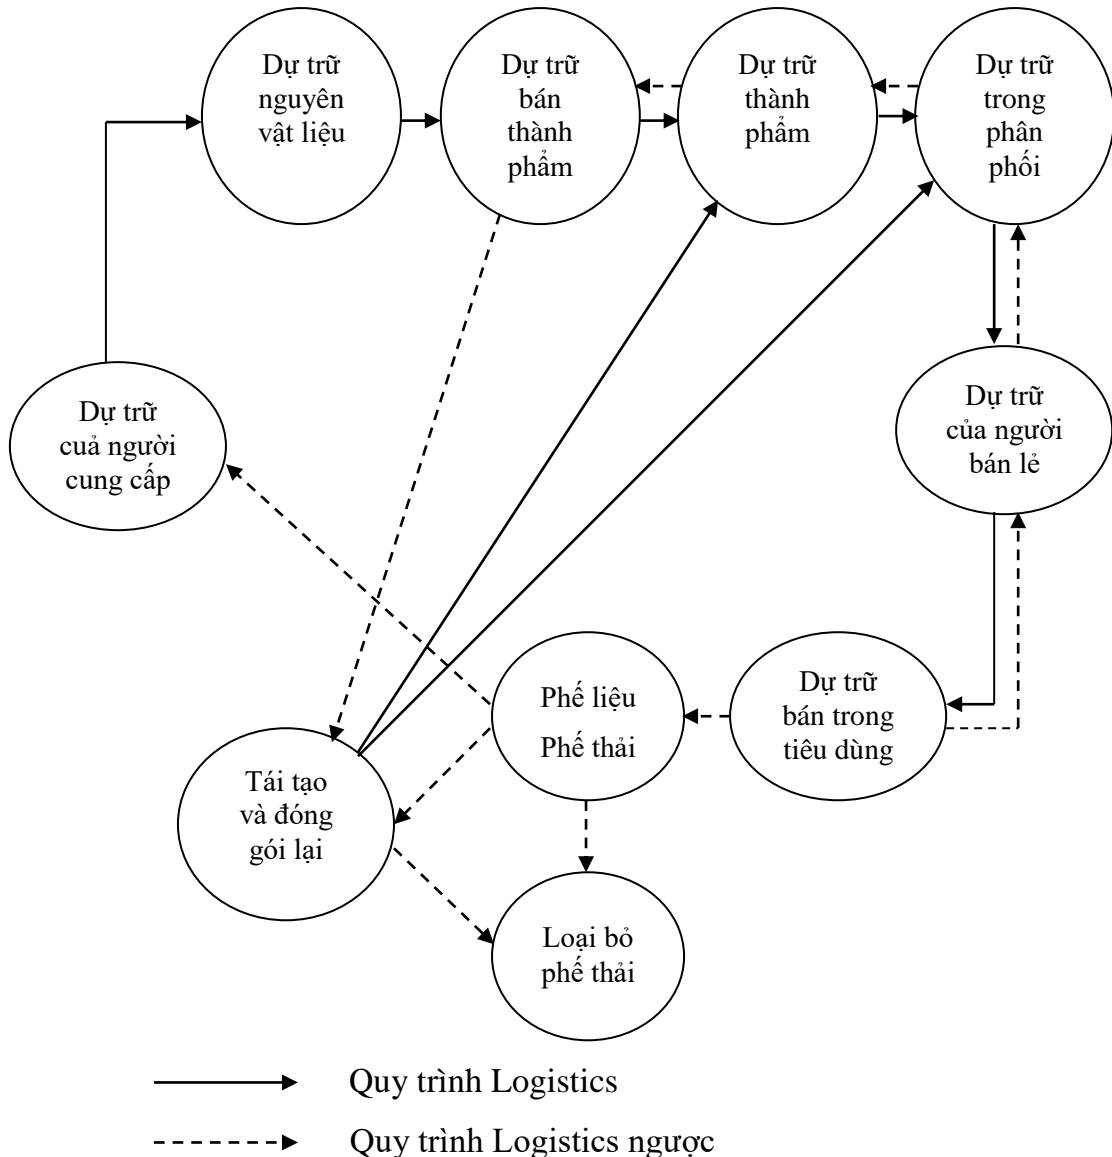 Dự trữ
nguyên
vật liệu
Dự trữ
bán
thành
phẩm
Dự trữ
thành
phẩm
Dự trữ
trong
phân
phối
Dự trữ
cuả người
cung cấp
Dự trữ
của người
bán lẻ
Phế liệu
Phế thải
Dự trữ
bán trong
tiêu dùng
Tái tạo
và đóng
gói lại
Loại bỏ
phế thải
Quy trình Logistics
Quy trình Logistics ngược